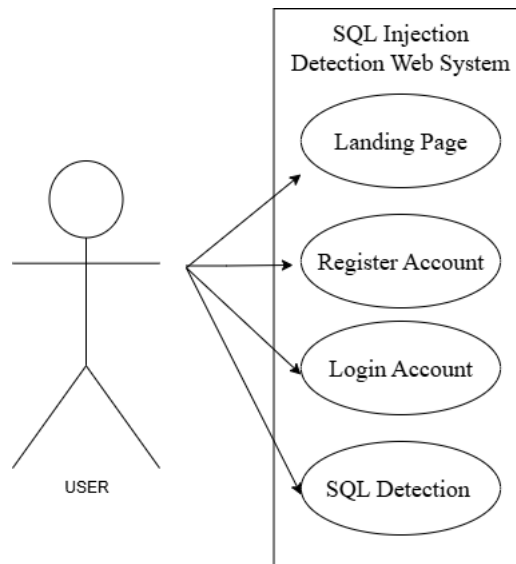 SQL Injection
Detection Web System
Landing Page
Register Account
Login Account
SQL Detection
USER